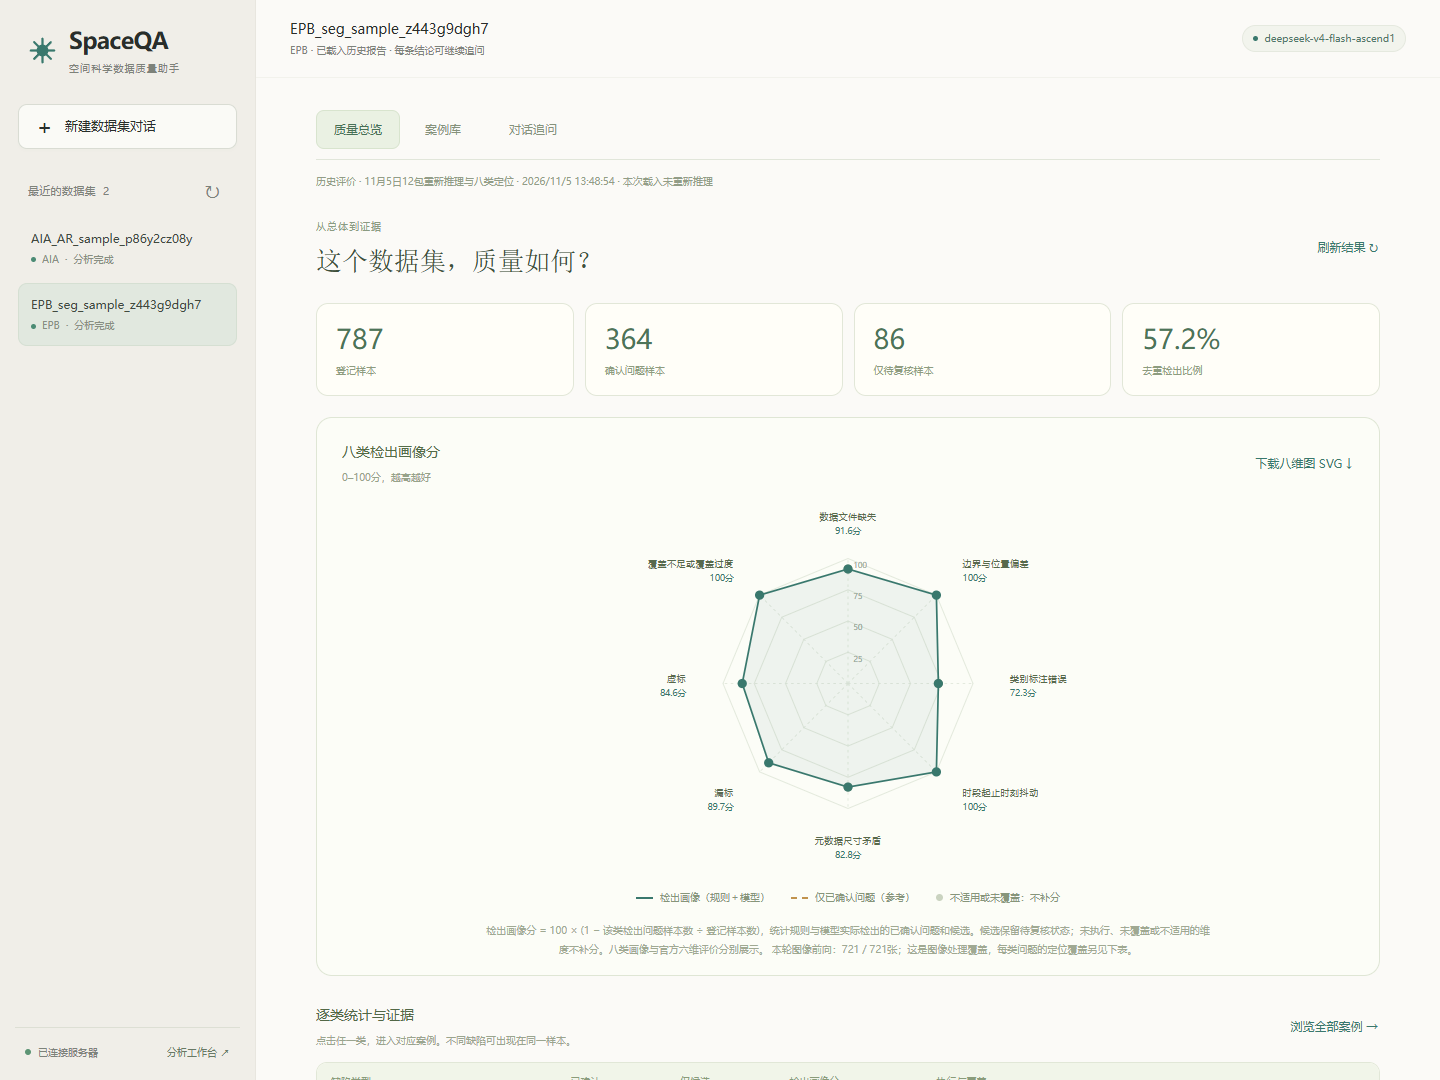 SpaceQA
空间科学数据质量助手
+ 新建数据集对话
最近的数据集 2
AIA_AR_sample_p86y2cz08y
AIA · 分析完成
EPB_seg_sample_z443g9dgh7
EPB · 分析完成
已连接服务器
分析工作台 ↗
EPB_seg_sample_z443g9dgh7
EPB · 已载入历史报告 · 每条结论可继续追问
deepseek-v4-flash-ascend1
质量总览
案例库
对话追问
历史评价 · 11月5日12包重新推理与八类定位 · 2026/11/5 13:48:54 · 本次载入未重新推理
从总体到证据
这个数据集，质量如何？
刷新结果 ↻
787
登记样本
364
确认问题样本
86
仅待复核样本
57.2%
去重检出比例
八类检出画像分
0–100分，越高越好
下载八维图 SVG ↓
数据文件缺失
91.6分
边界与位置偏差
100分
类别标注错误
72.3分
时段起止时刻抖动
100分
元数据尺寸矛盾
82.8分
漏标
89.7分
虚标
84.6分
覆盖不足或覆盖过度
100分
100
75
50
25
检出画像（规则＋模型）
仅已确认问题（参考）
不适用或未覆盖：不补分
检出画像分 = 100 × (1 − 该类检出问题样本数 ÷ 登记样本数)，统计规则与模型实际检出的已确认问题和候选。候选保留待复核状态；未执行、未覆盖或不适用的维
度不补分。八类画像与官方六维评价分别展示。 本轮图像前向：721 / 721张；这是图像处理覆盖，每类问题的定位覆盖另见下表。
逐类统计与证据
点击任一类，进入对应案例。不同缺陷可出现在同一样本。
浏览全部案例 →